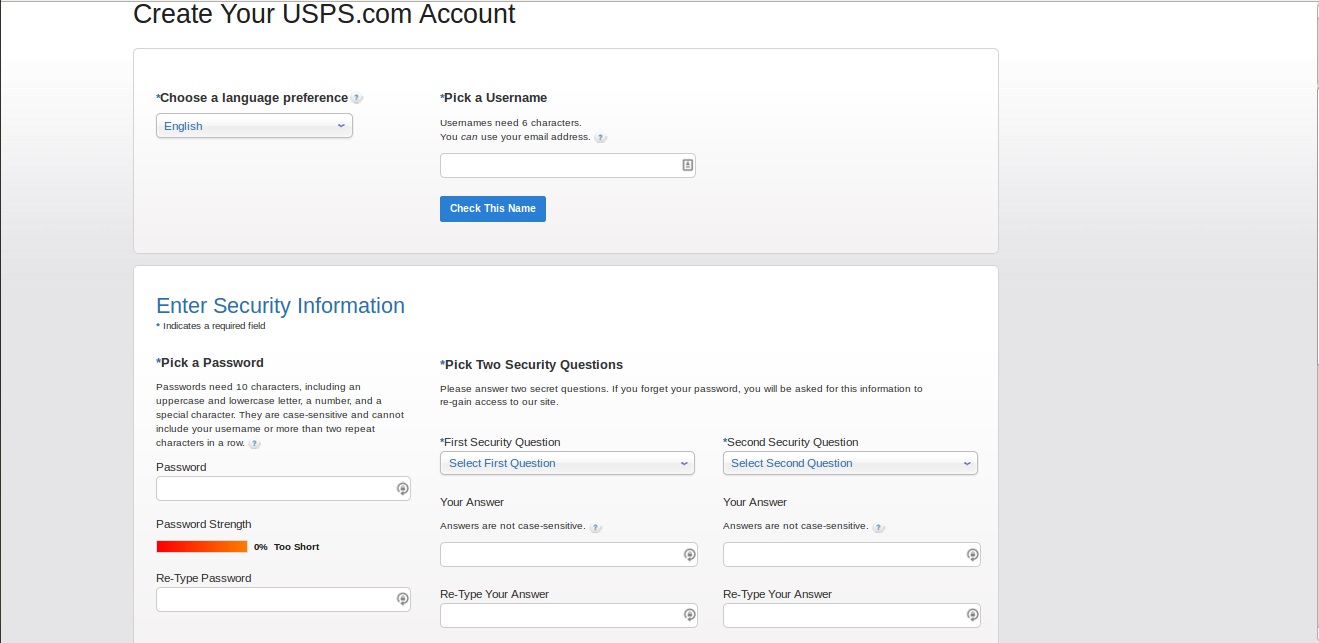 Create Your USPS.com Account
*Choose a language preference ?
English
*Pick a Username
Usernames need 6 characters.
You can use your email address. ?
Check This Name
Enter Security Information
* Indicates a required field
*Pick a Password
Passwords need 10 characters, including an
uppercase and lowercase letter, a number, and a
special character. They are case-sensitive and cannot
include your username or more than two repeat
characters in a row. ?
Password
Password Strength
0% Too Short
Re-Type Password
*Pick Two Security Questions
Please answer two secret questions. If you forget your password, you will be asked for this information to
re-gain access to our site.
*First Security Question
Select First Question
Your Answer
Answers are not case-sensitive. ?
Re-Type Your Answer
*Second Security Question
Select Second Question
Your Answer
Answers are not case-sensitive. ?
Re-Type Your Answer